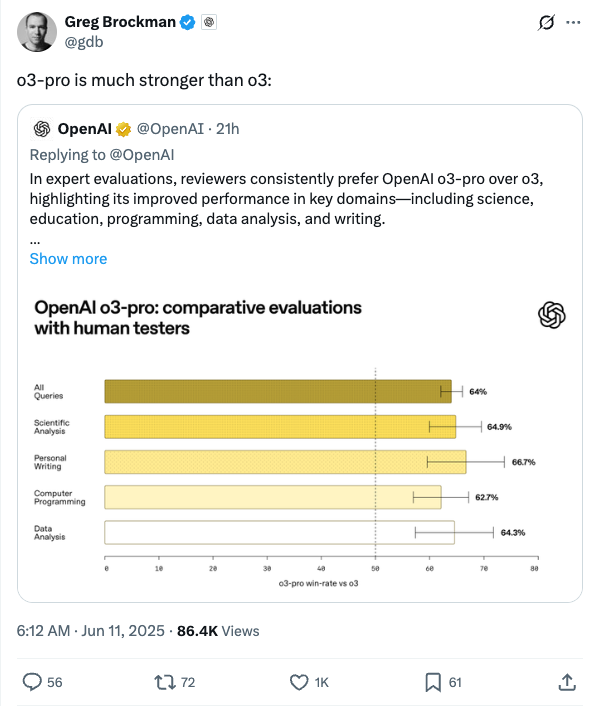 Greg Brockman
@gdb
o3-pro is much stronger than o3:
OpenAI @OpenAI · 21h
Replying to @OpenAI
In expert evaluations, reviewers consistently prefer OpenAI o3-pro over o3,
highlighting its improved performance in key domains—including science,
education, programming, data analysis, and writing.
...
Show more
OpenAI o3-pro: comparative evaluations
with human testers
All
Queries
64%
Scientific
Analysis
64.9%
Personal
Writing
66.7%
Computer
Programming
62.7%
Data
Analysis
64.3%
0 10 20 30 40 50 60 70 80
o3-pro win-rate vs o3
6:12 AM · Jun 11, 2025 · 86.4K Views
56 72 1K 61